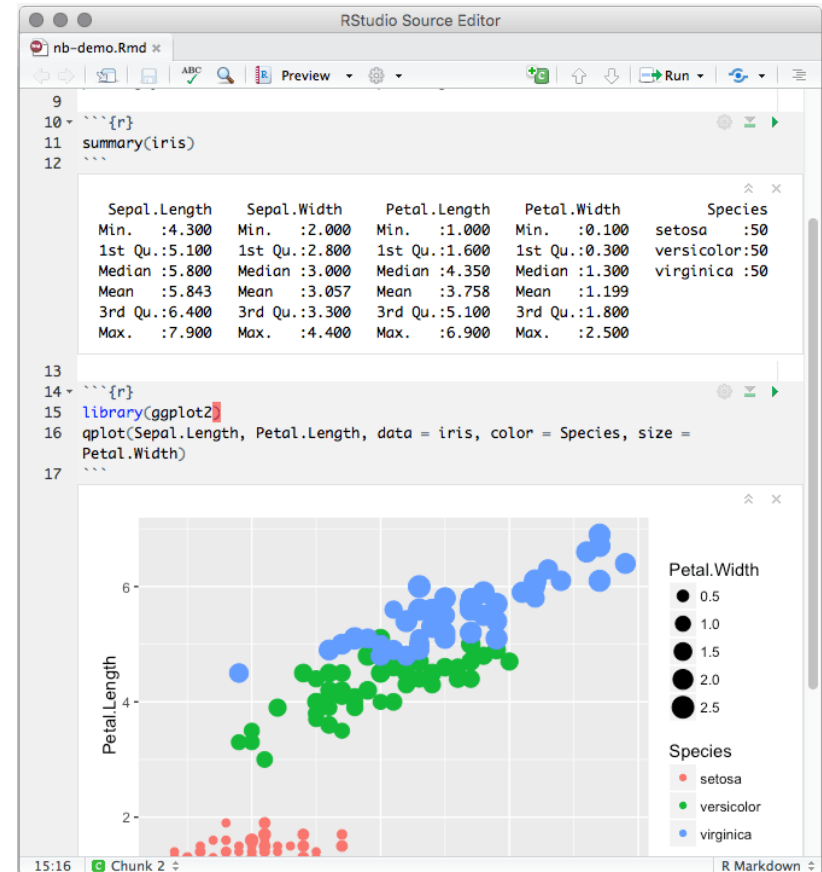 RStudio Source Editor
nb-demo.Rmd
ABC Preview Run
9
10 ```{r}
11 summary(iris)
12 ```
Sepal.Length Sepal.Width Petal.Length Petal.Width Species
Min. :4.300 Min. :2.000 Min. :1.000 Min. :0.100 setosa :50
1st Qu.:5.100 1st Qu.:2.800 1st Qu.:1.600 1st Qu.:0.300 versicolor:50
Median :5.800 Median :3.000 Median :4.350 Median :1.300 virginica :50
Mean :5.843 Mean :3.057 Mean :3.758 Mean :1.199
3rd Qu.:6.400 3rd Qu.:3.300 3rd Qu.:5.100 3rd Qu.:1.800
Max. :7.900 Max. :4.400 Max. :6.900 Max. :2.500
13
14 ```{r}
15 library(ggplot2)
16 qplot(Sepal.Length, Petal.Length, data = iris, color = Species, size =
Petal.Width)
17 ```
6
4
2
Petal.Length
Petal.Width
0.5
1.0
1.5
2.0
2.5
Species
setosa
versicolor
virginica
15:16 C Chunk 2 R Markdown